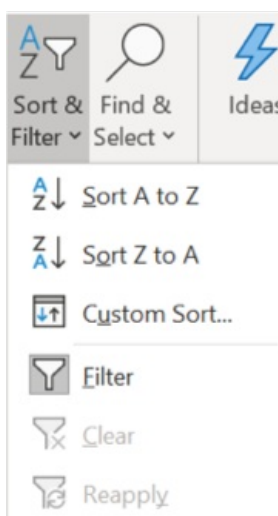 Sort & Find & Ideas
Filter Select
Sort A to Z
Sort Z to A
Custom Sort...
Filter
Clear
Reapply